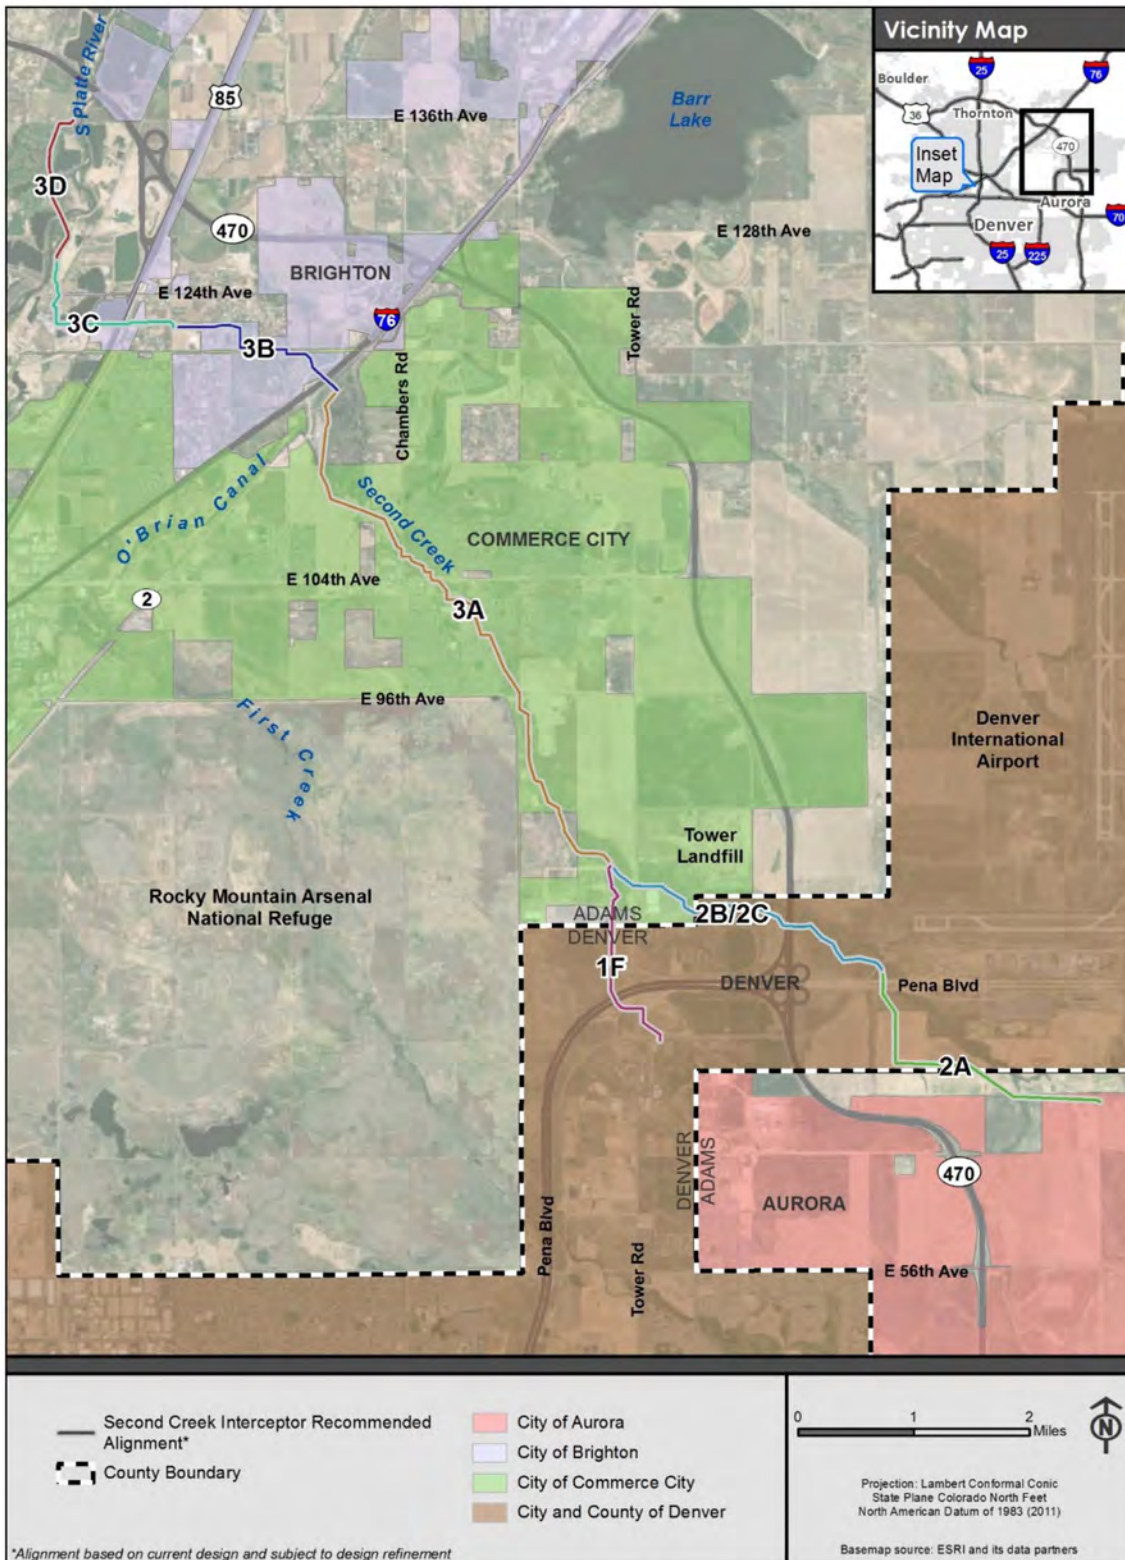 Vicinity Map
25
76
Boulder
36
Thornton
470
Inset
Map
Aurora
70
Denver
25
225
S Platte River
85
E 136th Ave
Barr
Lake
3D
470
E 128th Ave
BRIGHTON
E 124th Ave
3C
76
3B
Tower Rd
Chambers Rd
O'Brian Canal
Second Creek
COMMERCE CITY
E 104th Ave
2
3A
E 96th Ave
First Creek
Denver
International
Airport
Tower
Landfill
Rocky Mountain Arsenal
National Refuge
ADAMS
DENVER
2B/2C
1F
DENVER
Pena Blvd
2A
DENVER
ADAMS
470
AURORA
Pena Blvd
Tower Rd
E 56th Ave
Second Creek Interceptor Recommended
Alignment*
County Boundary
City of Aurora
City of Brighton
City of Commerce City
City and County of Denver
0 1 2
Miles
N
Projection: Lambert Conformal Conic
State Plane Colorado North Feet
North American Datum of 1983 (2011)
Basemap source: ESRI and its data partners
*Alignment based on current design and subject to design refinement